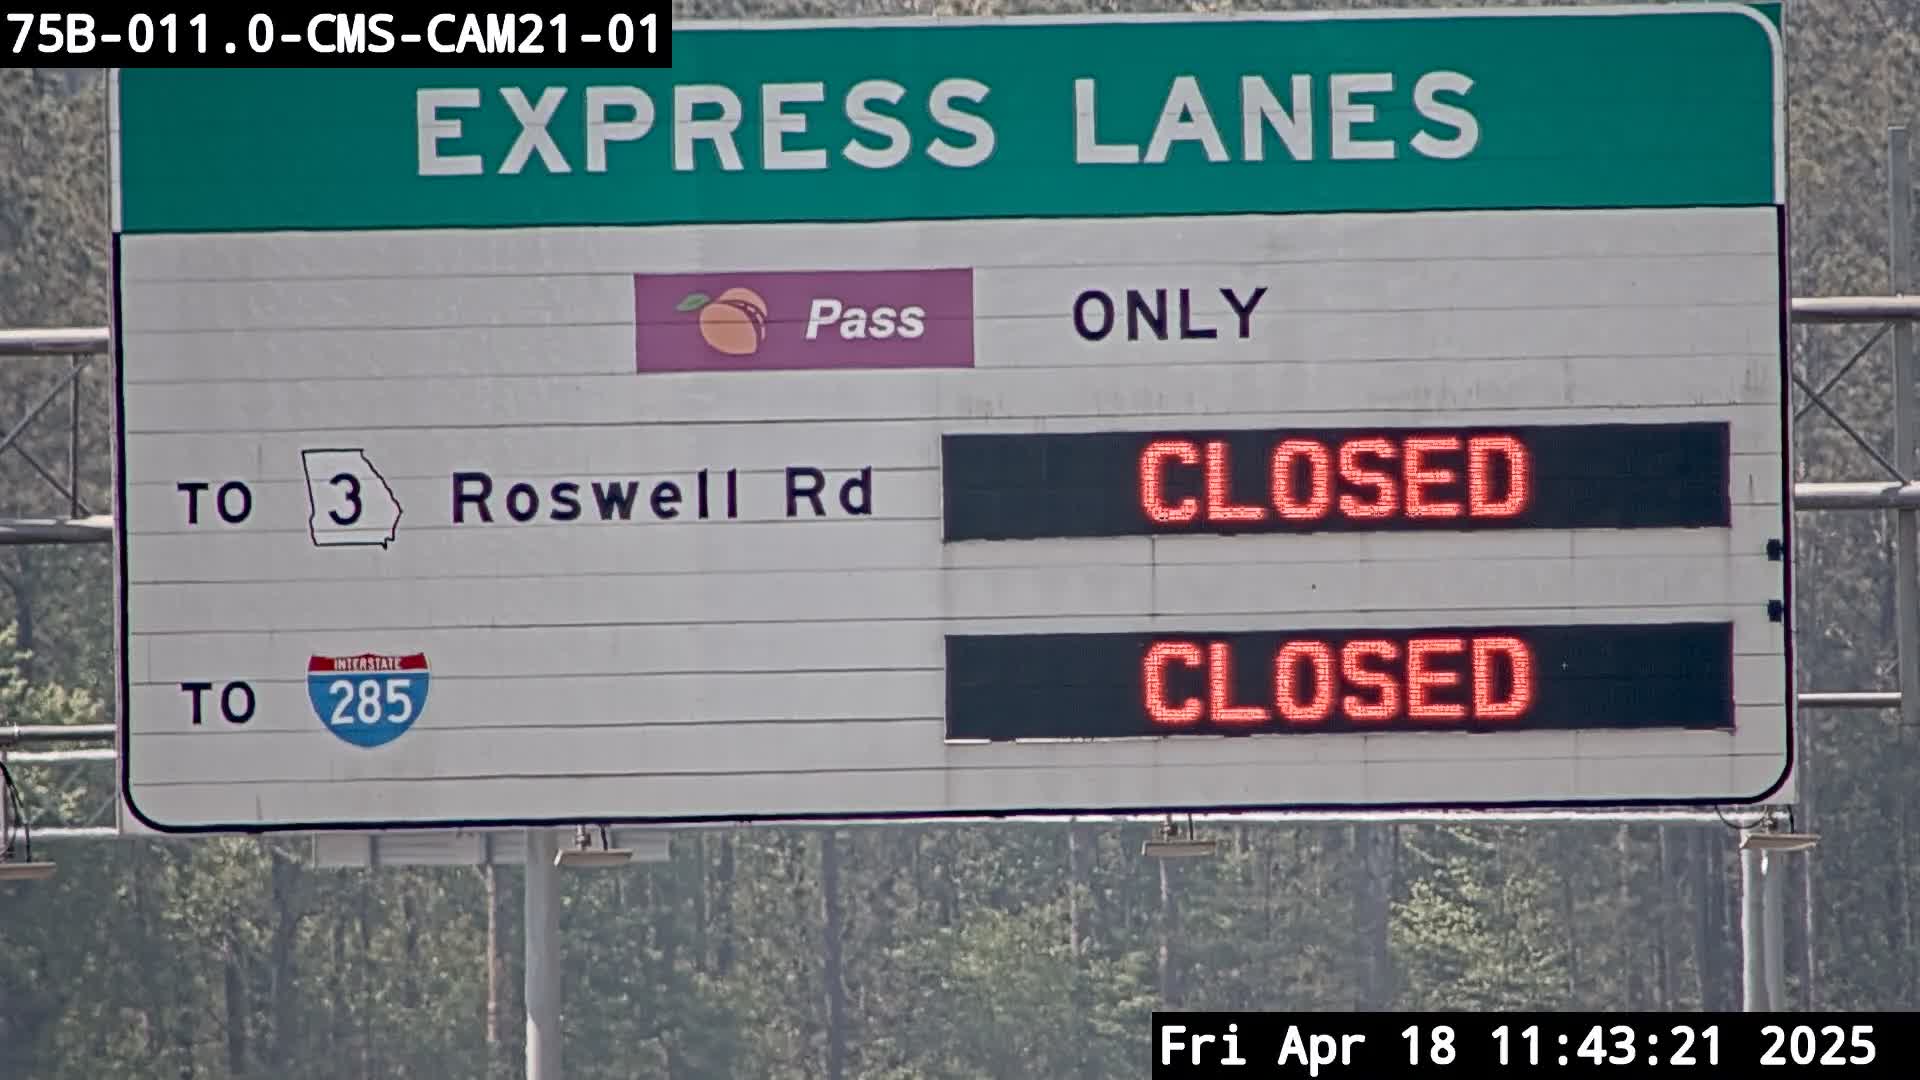 75B-011.0-CMS-CAM21-01
EXPRESS LANES
Pass ONLY
TO 3 Roswell Rd CLOSED
TO INTERSTATE 285 CLOSED
Fri Apr 18 11:43:21 2025